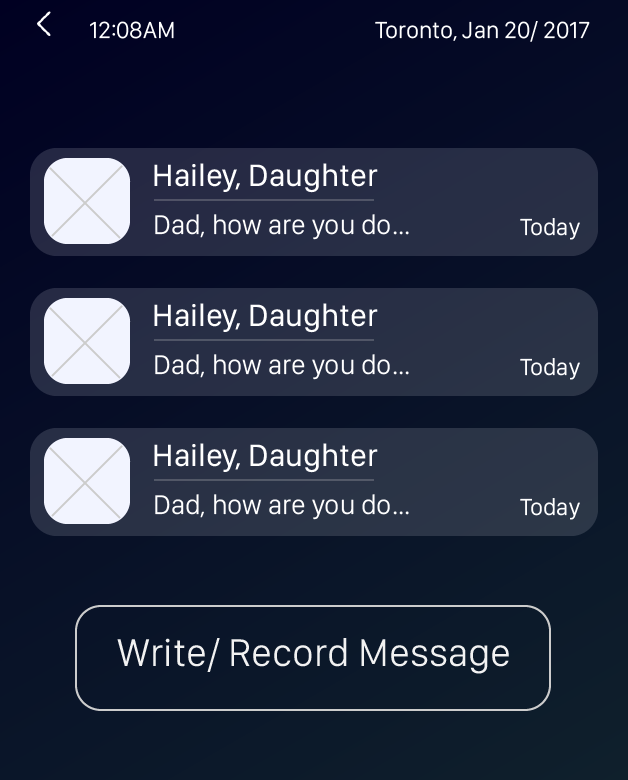 12:08AM Toronto, Jan 20/ 2017
Hailey, Daughter
Dad, how are you do...
Today
Hailey, Daughter
Dad, how are you do...
Today
Hailey, Daughter
Dad, how are you do...
Today
Write/ Record Message